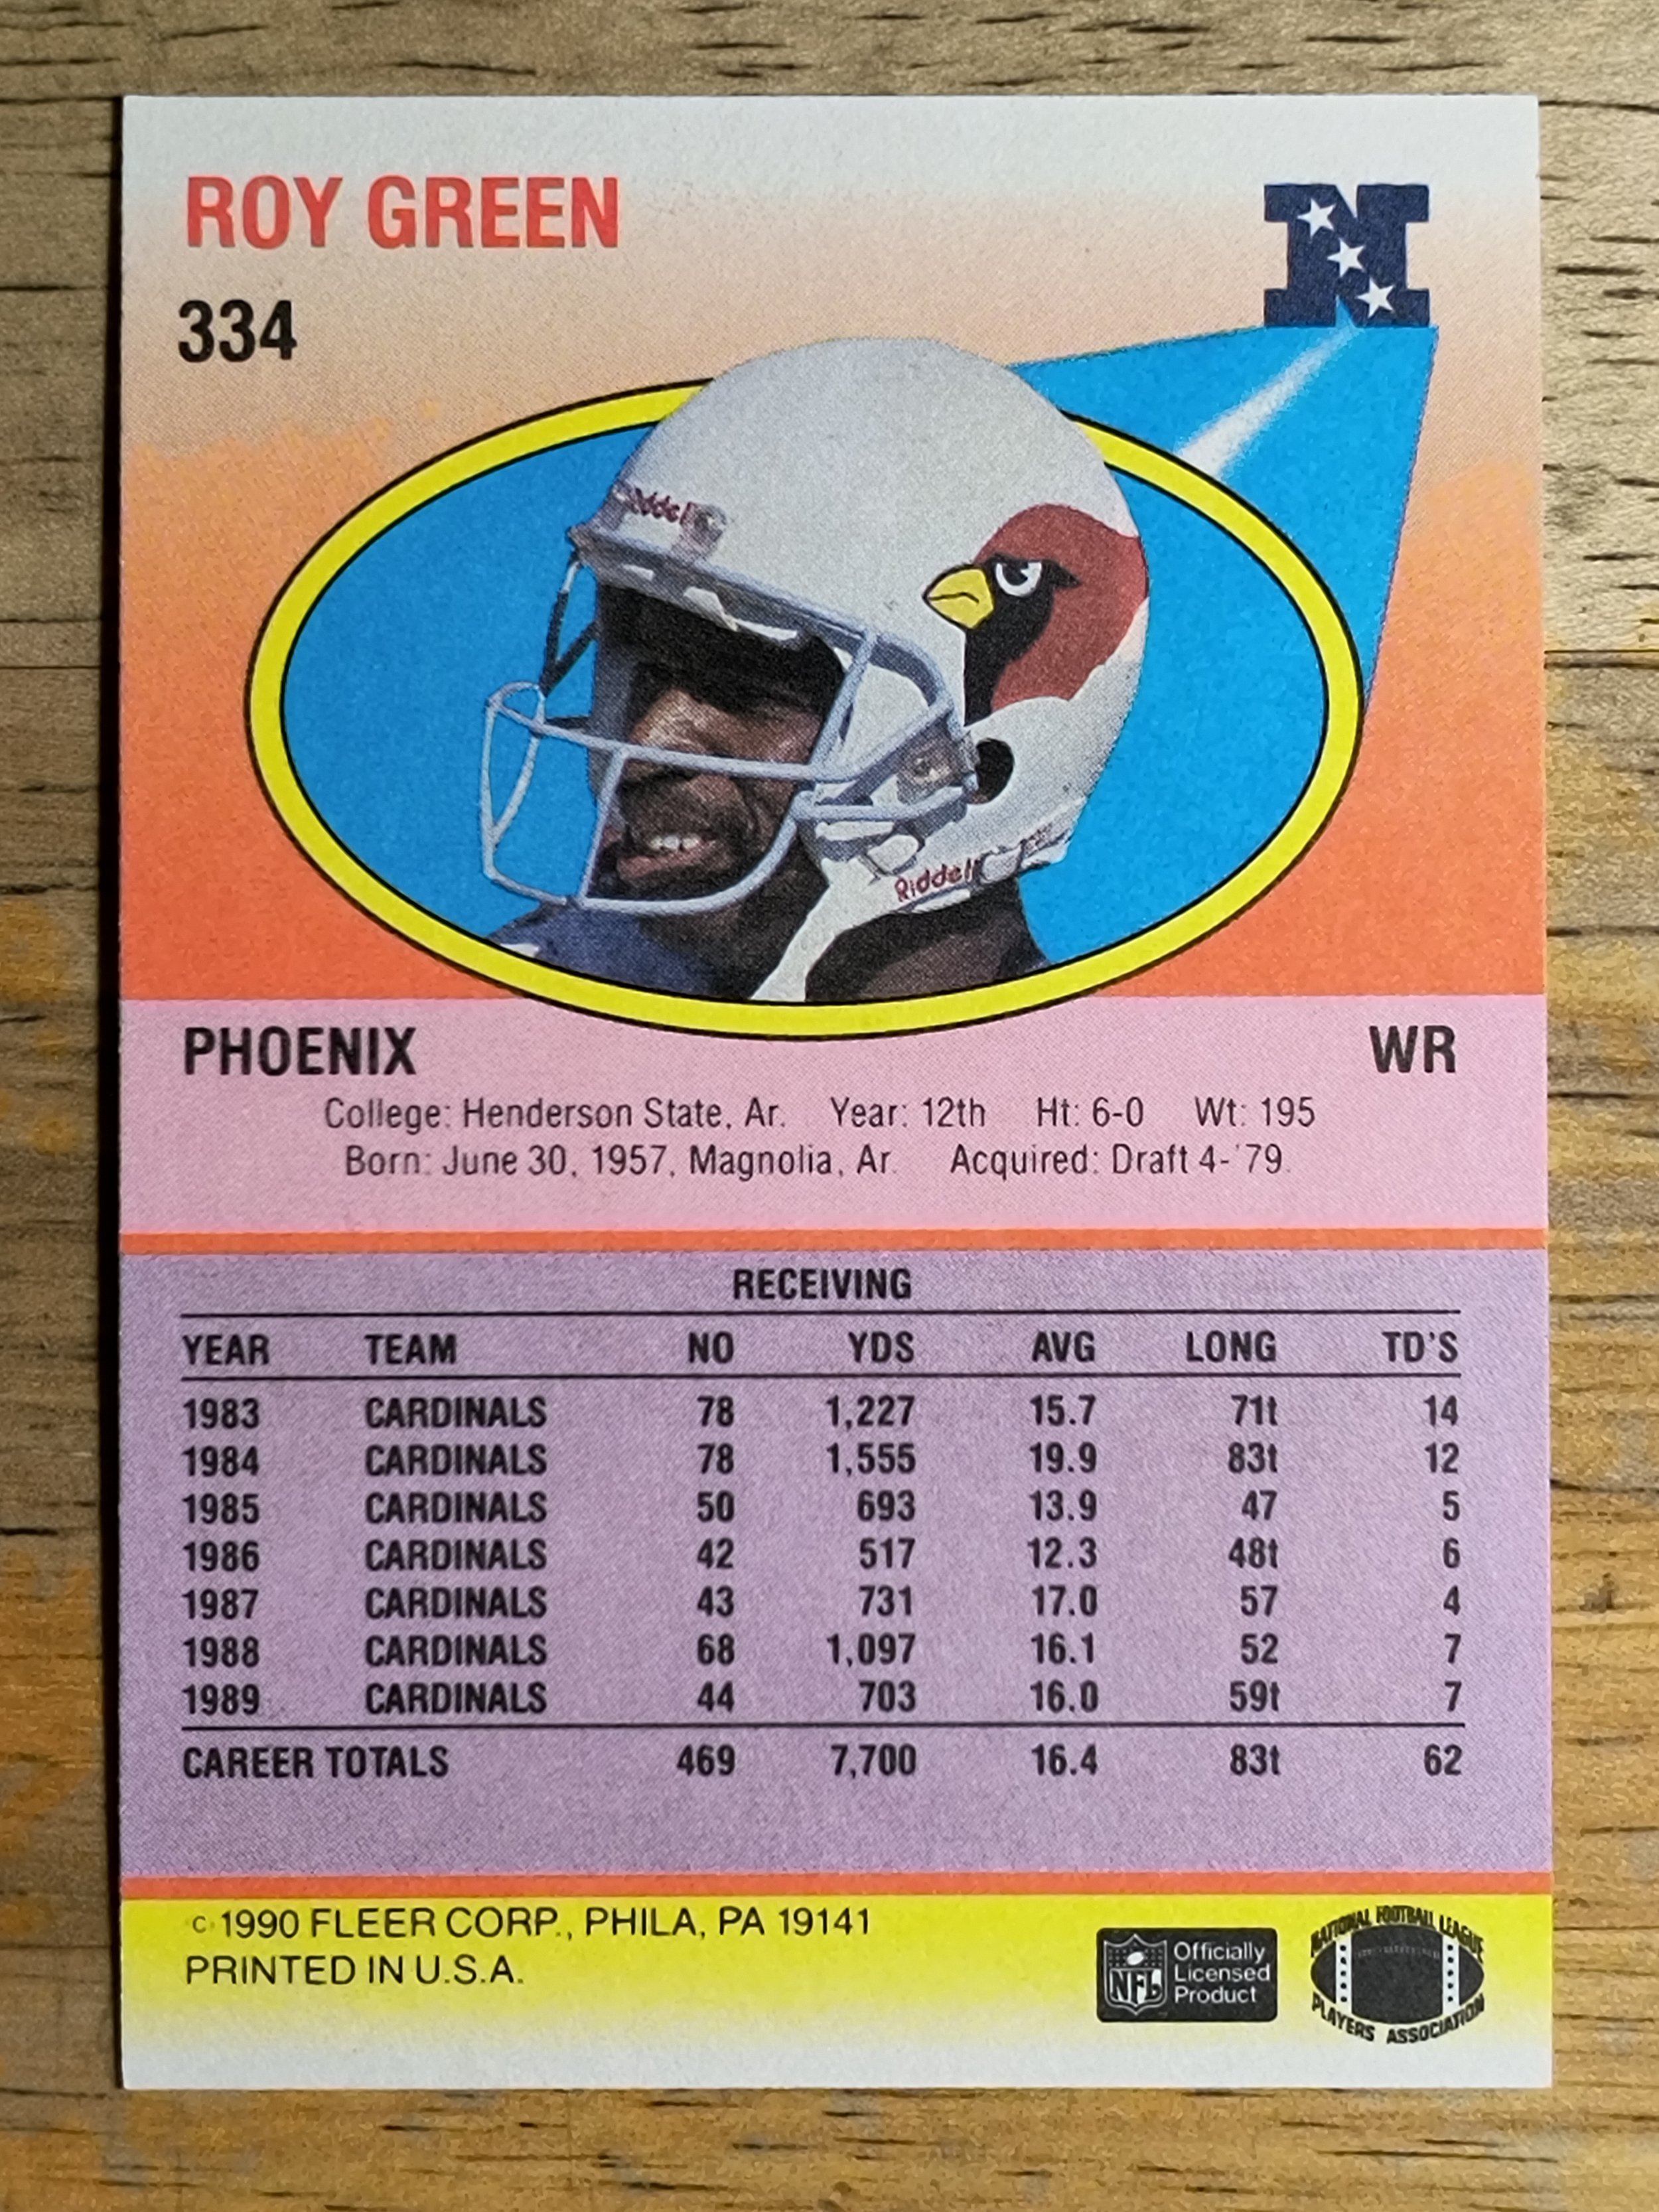 ROY GREEN
334
N
Riddell
Riddell
PHOENIX WR
College: Henderson State, Ar. Year: 12th Ht: 6-0 Wt: 195
Born: June 30, 1957, Magnolia, Ar. Acquired: Draft 4-'79.
RECEIVING
YEAR TEAM NO YDS AVG LONG TD'S
1983 CARDINALS 78 1,227 15.7 71t 14
1984 CARDINALS 78 1,555 19.9 83t 12
1985 CARDINALS 50 693 13.9 47 5
1986 CARDINALS 42 517 12.3 48t 6
1987 CARDINALS 43 731 17.0 57 4
1988 CARDINALS 68 1,097 16.1 52 7
1989 CARDINALS 44 703 16.0 59t 7
CAREER TOTALS 469 7,700 16.4 83t 62
© 1990 FLEER CORP., PHILA, PA 19141
PRINTED IN U.S.A.
NFL
Officially
Licensed
Product
NATIONAL FOOTBALL LEAGUE
PLAYERS ASSOCIATION